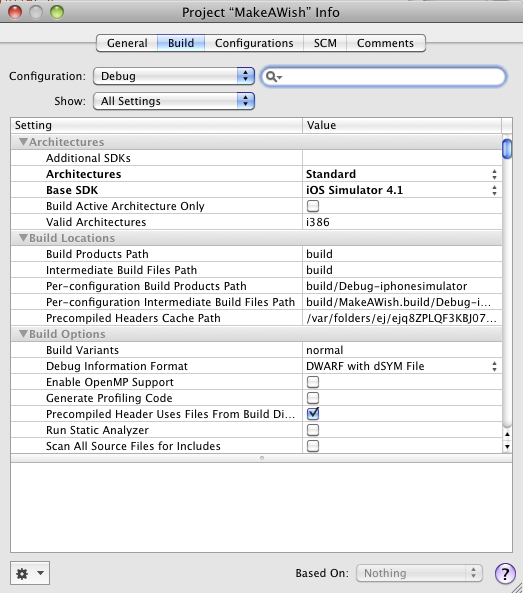 Project “MakeAWish” Info
General Build Configurations SCM Comments
Configuration: Debug
Show: All Settings
Setting Value
Architectures
Additional SDKs
Architectures Standard
Base SDK iOS Simulator 4.1
Build Active Architecture Only
Valid Architectures i386
Build Locations
Build Products Path build
Intermediate Build Files Path build
Per-configuration Build Products Path build/Debug-iphonesimulator
Per-configuration Intermediate Build Files Path build/MakeAWish.build/Debug-i...
Precompiled Headers Cache Path /var/folders/ej/ejq8ZPLQF3KBJ07...
Build Options
Build Variants normal
Debug Information Format DWARF with dSYM File
Enable OpenMP Support
Generate Profiling Code
Precompiled Header Uses Files From Build Di...
Run Static Analyzer
Scan All Source Files for Includes
Based On: Nothing ?